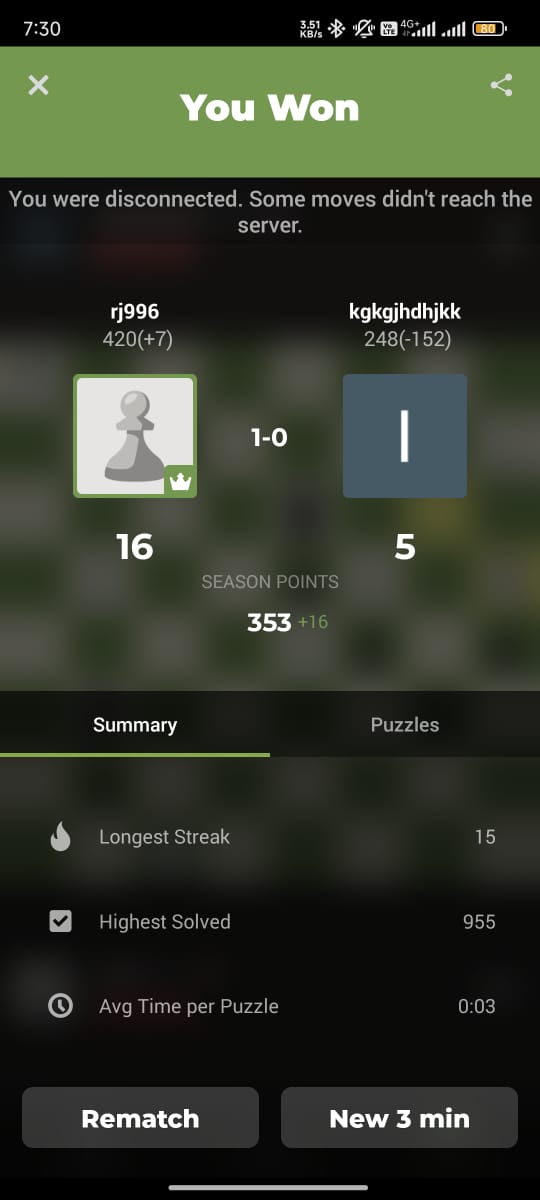 7:30
3.51
KB/s
Vo
LTE
4G+
80
You Won
You were disconnected. Some moves didn't reach the
server.
rj996
kgkgjhdhjkk
420(+7)
248(-152)
1-0
I
16
5
SEASON POINTS
353 +16
Summary
Puzzles
Longest Streak
15
Highest Solved
955
Avg Time per Puzzle
0:03
Rematch
New 3 min